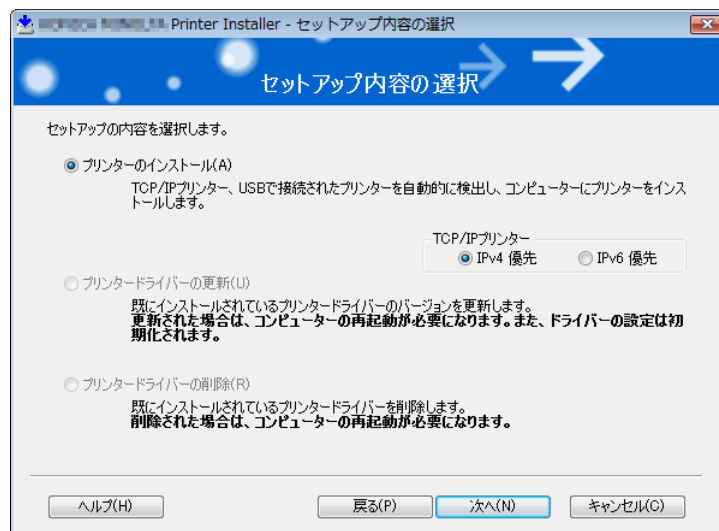 Printer Installer - セットアップ内容の選択
セットアップ内容の選択
セットアップの内容を選択します。
プリンターのインストール(A)
TCP/IPプリンター、USBで接続されたプリンターを自動的に検出し、コンピューターにプリンターをインス
トールします。
TCP/IPプリンター
IPv4 優先
IPv6 優先
プリンタードライバーの更新(U)
既にインストールされているプリンタードライバーのバージョンを更新します。
更新された場合は、コンピューターの再起動が必要になります。また、ドライバーの設定は初
期化されます。
プリンタードライバーの削除(R)
既にインストールされているプリンタードライバーを削除します。
削除された場合は、コンピューターの再起動が必要になります。
ヘルプ(H)
戻る(P)
次へ(N)
キャンセル(C)